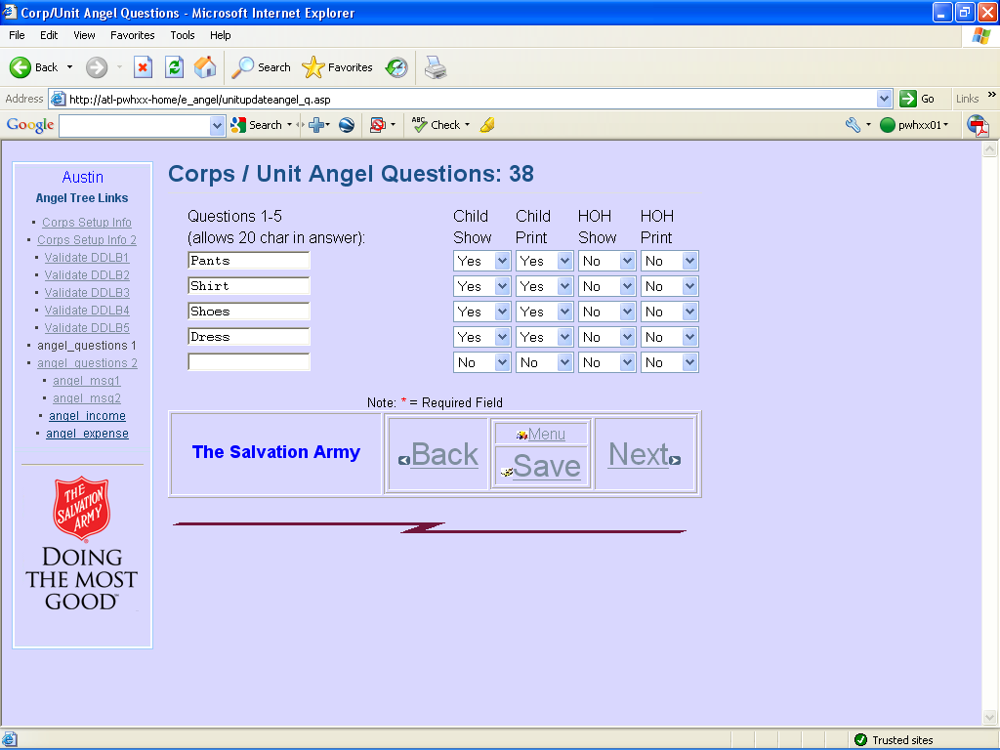 Corp/Unit Angel Questions - Microsoft Internet Explorer
File Edit View Favorites Tools Help
Back Search Favorites
Address http://atl-pwhxx-home/e_angel/unitupdateangel_q.asp Go Links »
Google Search ABC Check pwhxx01
Austin
Angel Tree Links
Corps Setup Info
Corps Setup Info 2
Validate DDLB1
Validate DDLB2
Validate DDLB3
Validate DDLB4
Validate DDLB5
angel_questions 1
angel_questions 2
angel_msg1
angel_msg2
angel_income
angel_expense
THE SALVATION ARMY
DOING
THE MOST
GOOD™
Corps / Unit Angel Questions: 38
Questions 1-5 Child Child HOH HOH
(allows 20 char in answer): Show Print Show Print
Pants Yes Yes No No
Shirt Yes Yes No No
Shoes Yes Yes No No
Dress Yes Yes No No
No No No No
Note: * = Required Field
The Salvation Army Back Menu Save Next
Trusted sites